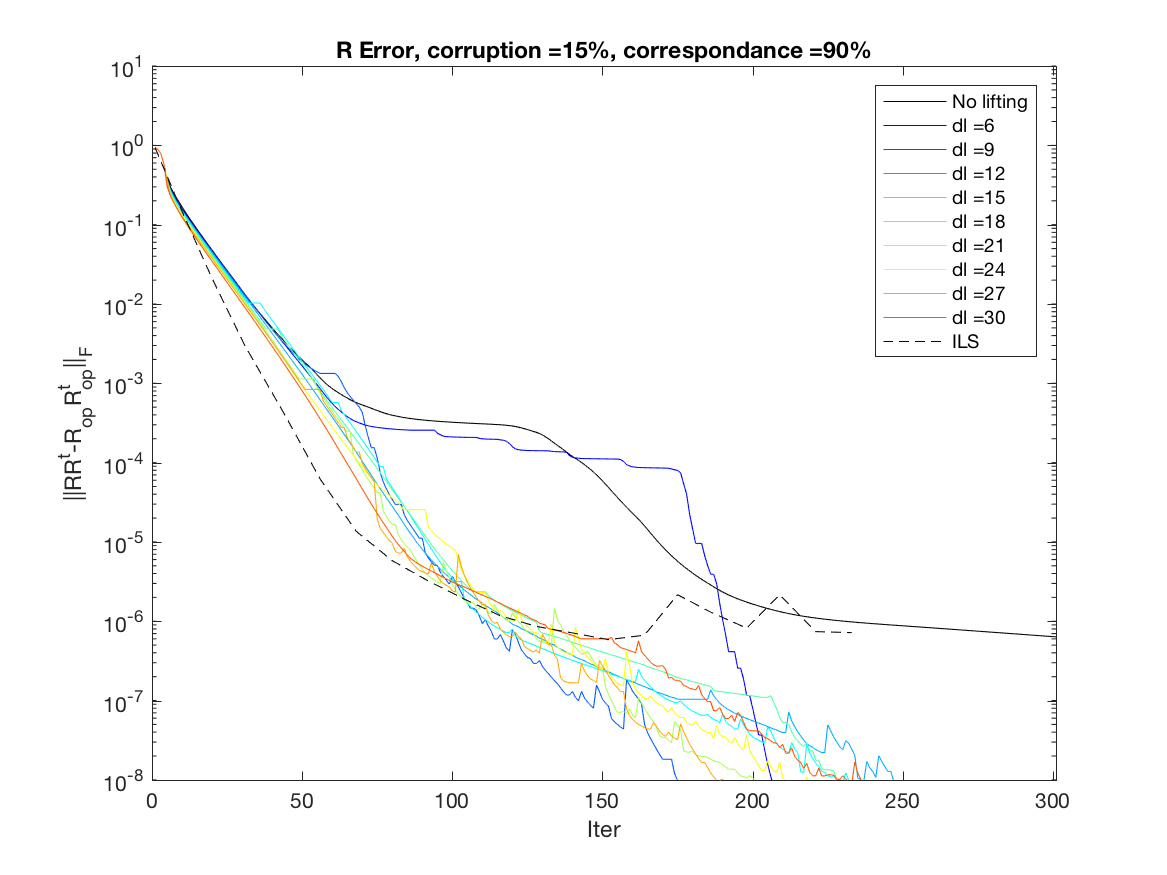 R Error, corruption =15%, correspondance =90%
10^1
10^0
10^-1
10^-2
10^-3
10^-4
10^-5
10^-6
10^-7
10^-8
||RR^t-R_op R^t_op||_F
No lifting
dl =6
dl =9
dl =12
dl =15
dl =18
dl =21
dl =24
dl =27
dl =30
ILS
0 50 100 150 200 250 300
Iter